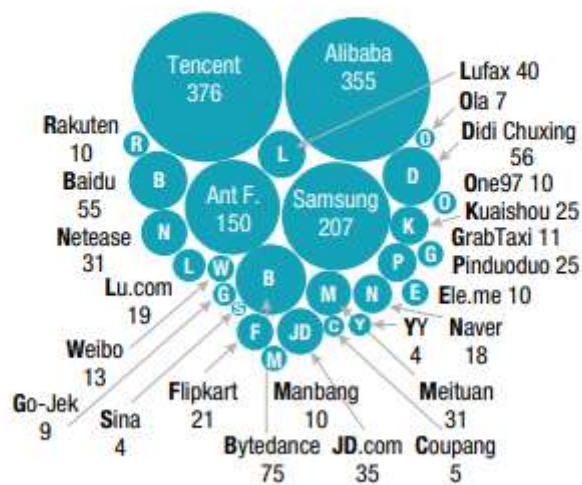 Tencent
376
Alibaba
355
Lufax 40
Ola 7
Didi Chuxing
56
One97 10
Kuaishou 25
GrabTaxi 11
Pinduoduo 25
Ele.me 10
Naver
18
YY
4
Meituan
31
Coupang
5
JD.com
35
Manbang
10
Bytedance
75
Flipkart
21
Sina
4
Go-Jek
9
Weibo
13
Lu.com
19
Netease
31
Baidu
55
Rakuten
10
Ant F.
150
Samsung
207
R
B
N
L
W
G
S
B
F
M
JD
C
Y
M
N
E
P
G
K
O
D
O
L